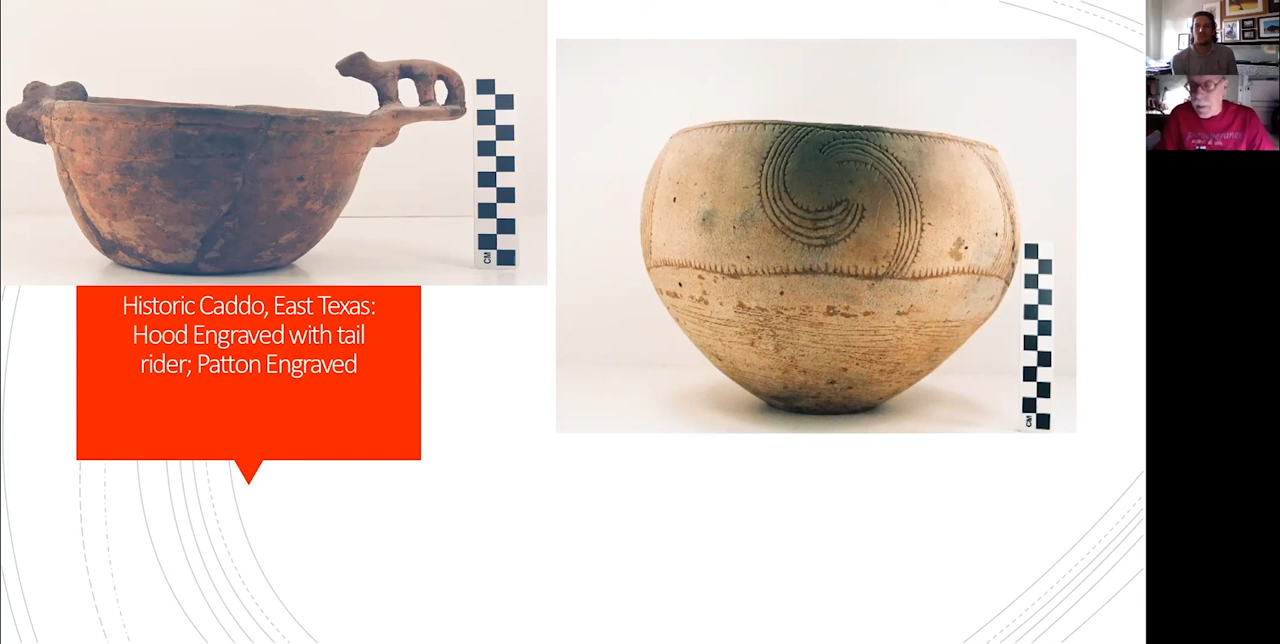 Historic Caddo, East Texas:
Hood Engraved with tail
rider; Patton Engraved
CM
CM